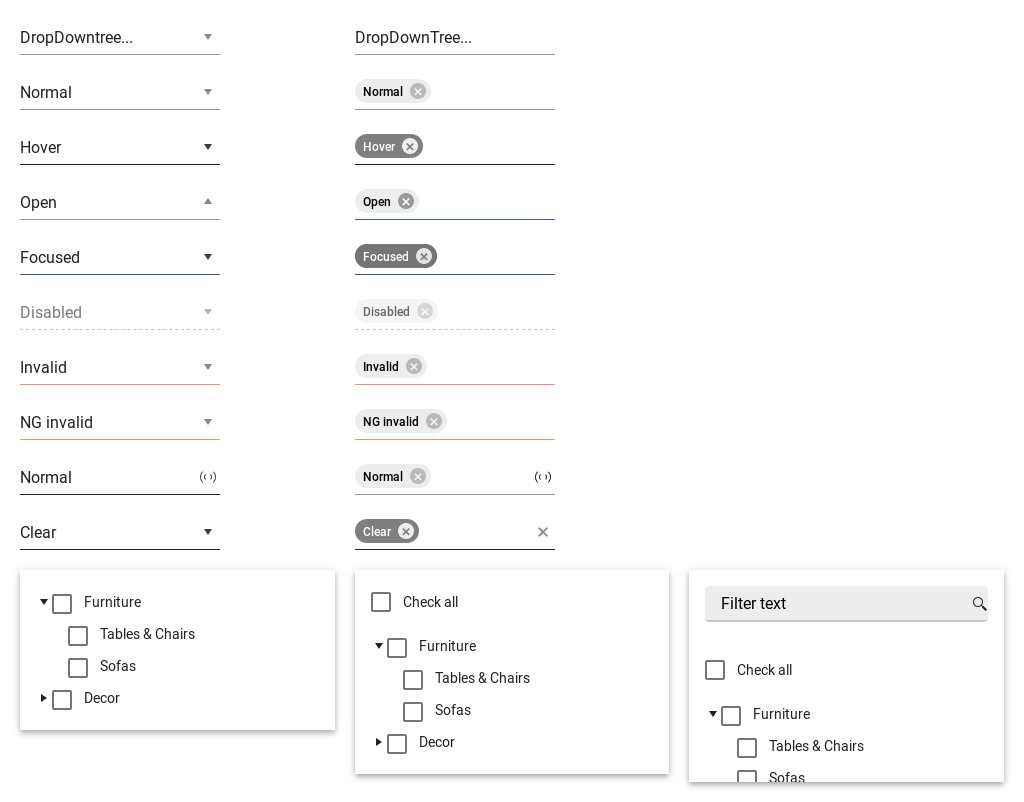 DropDowntree...
DropDownTree...
Normal
Normal
Hover
Hover
Open
Open
Focused
Focused
Disabled
Disabled
Invalid
Invalid
NG invalid
NG invalid
Normal
Normal
Clear
Clear
Furniture
Tables & Chairs
Sofas
Decor
Check all
Furniture
Tables & Chairs
Sofas
Decor
Filter text
Check all
Furniture
Tables & Chairs
Sofas